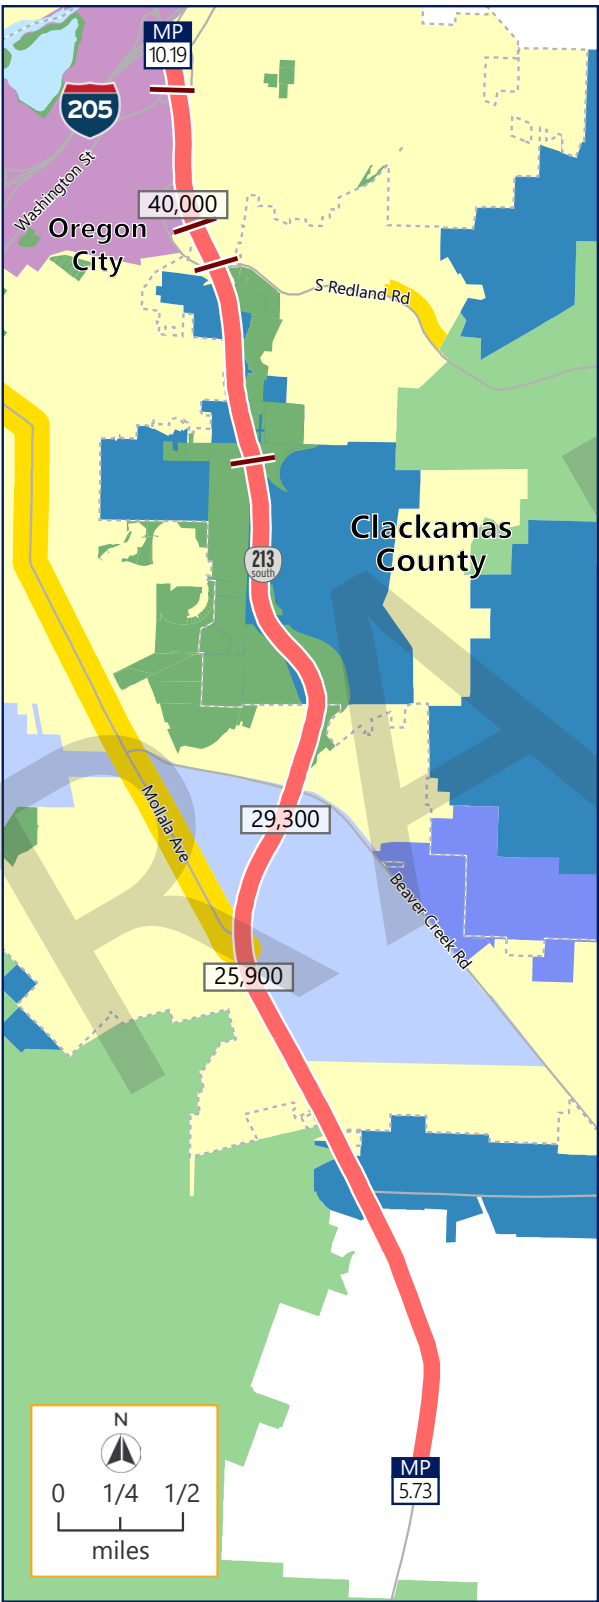 MP
10.19
205
Washington St
40,000
Oregon
City
S Redland Rd
Clackamas
County
213
south
29,300
Mollala Ave
Beaver Creek Rd
25,900
MP
5.73
N
0 1/4 1/2
miles